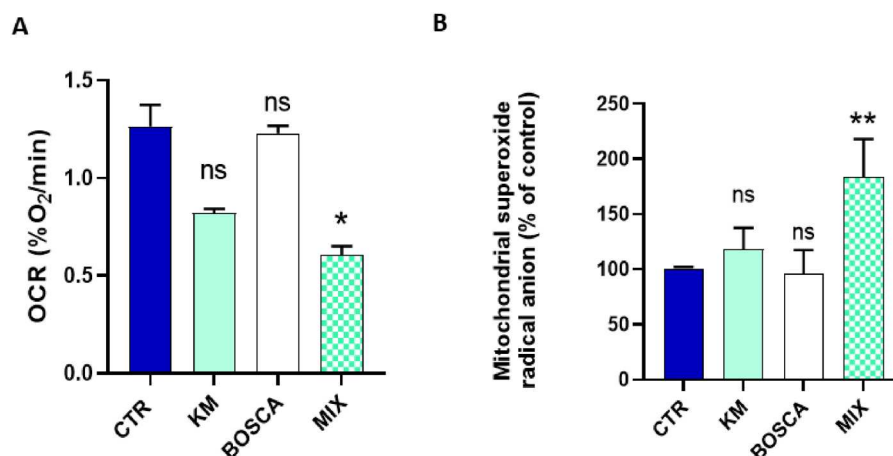 A
OCR (% O₂/min)
1.5
1.0
0.5
0.0
ns
ns
*
CTR
KM
BOSCA
MIX
B
Mitochondrial superoxide
radical anion (% of control)
250
200
150
100
50
0
ns
ns
**
CTR
KM
BOSCA
MIX